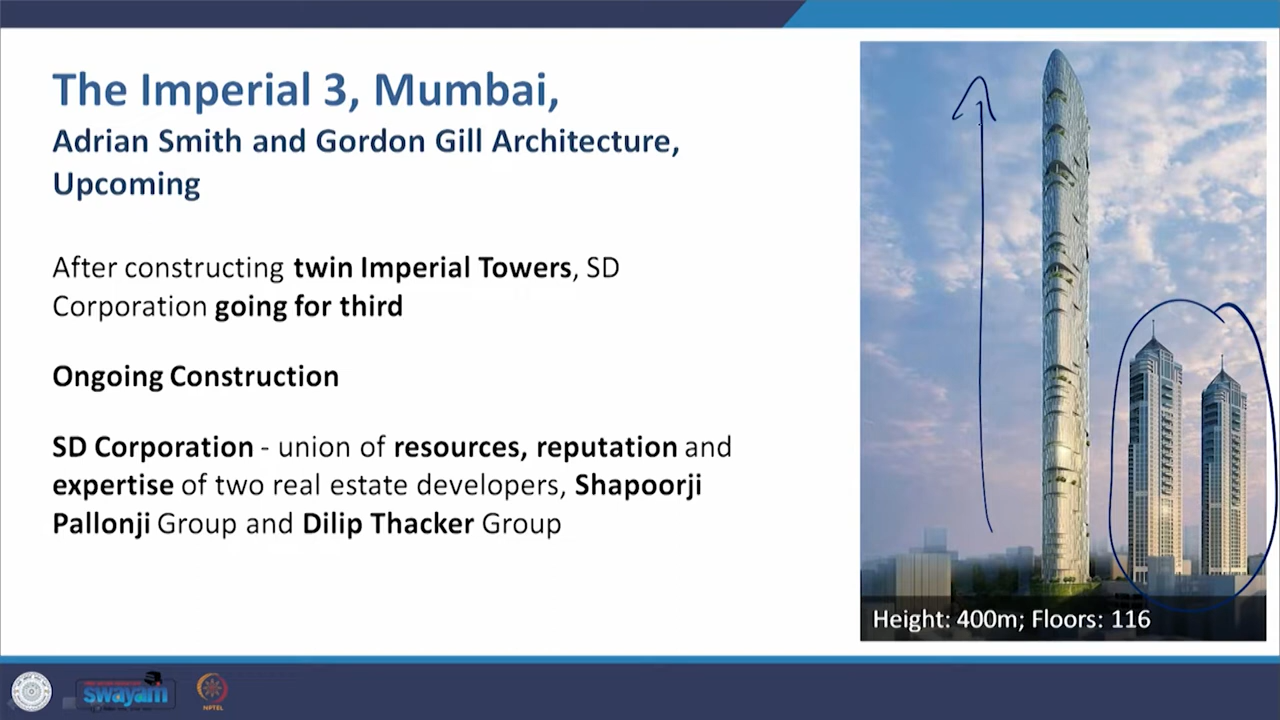 The Imperial 3, Mumbai,
Adrian Smith and Gordon Gill Architecture,
Upcoming
After constructing twin Imperial Towers, SD
Corporation going for third
Ongoing Construction
SD Corporation - union of resources, reputation and
expertise of two real estate developers, Shapoorji
Pallonji Group and Dilip Thacker Group
Height: 400m; Floors: 116
swayam
NPTEL